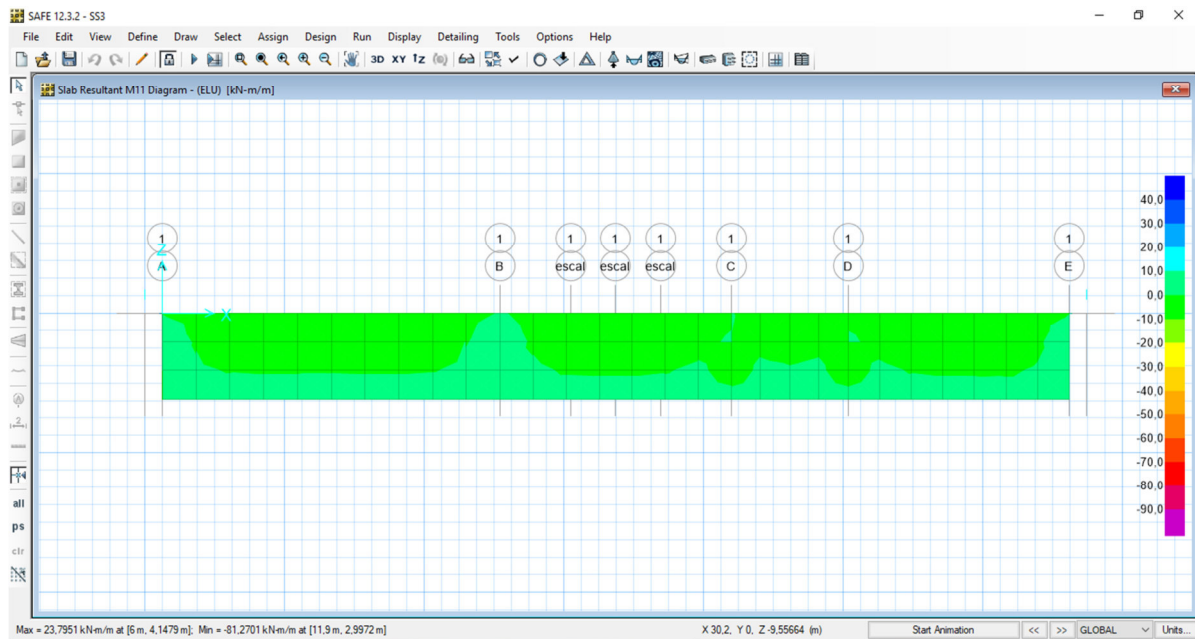 SAFE 12.3.2 - SS3
File Edit View Define Draw Select Assign Design Run Display Detailing Tools Options Help
3D XY ↑Z
Slab Resultant M11 Diagram - (ELU) [kN-m/m]
1 1 1 1 1 1 1 1
A B escal escal escal C D E
Z
X
40,0
30,0
20,0
10,0
0,0
-10,0
-20,0
-30,0
-40,0
-50,0
-60,0
-70,0
-80,0
-90,0
all
ps
clr
Max = 23,7951 kN-m/m at [6 m, 4,1479 m]; Min = -81,2701 kN-m/m at [11,9 m, 2,9972 m] X 30,2, Y 0, Z -9,55664 (m) Start Animation << >> GLOBAL Units...